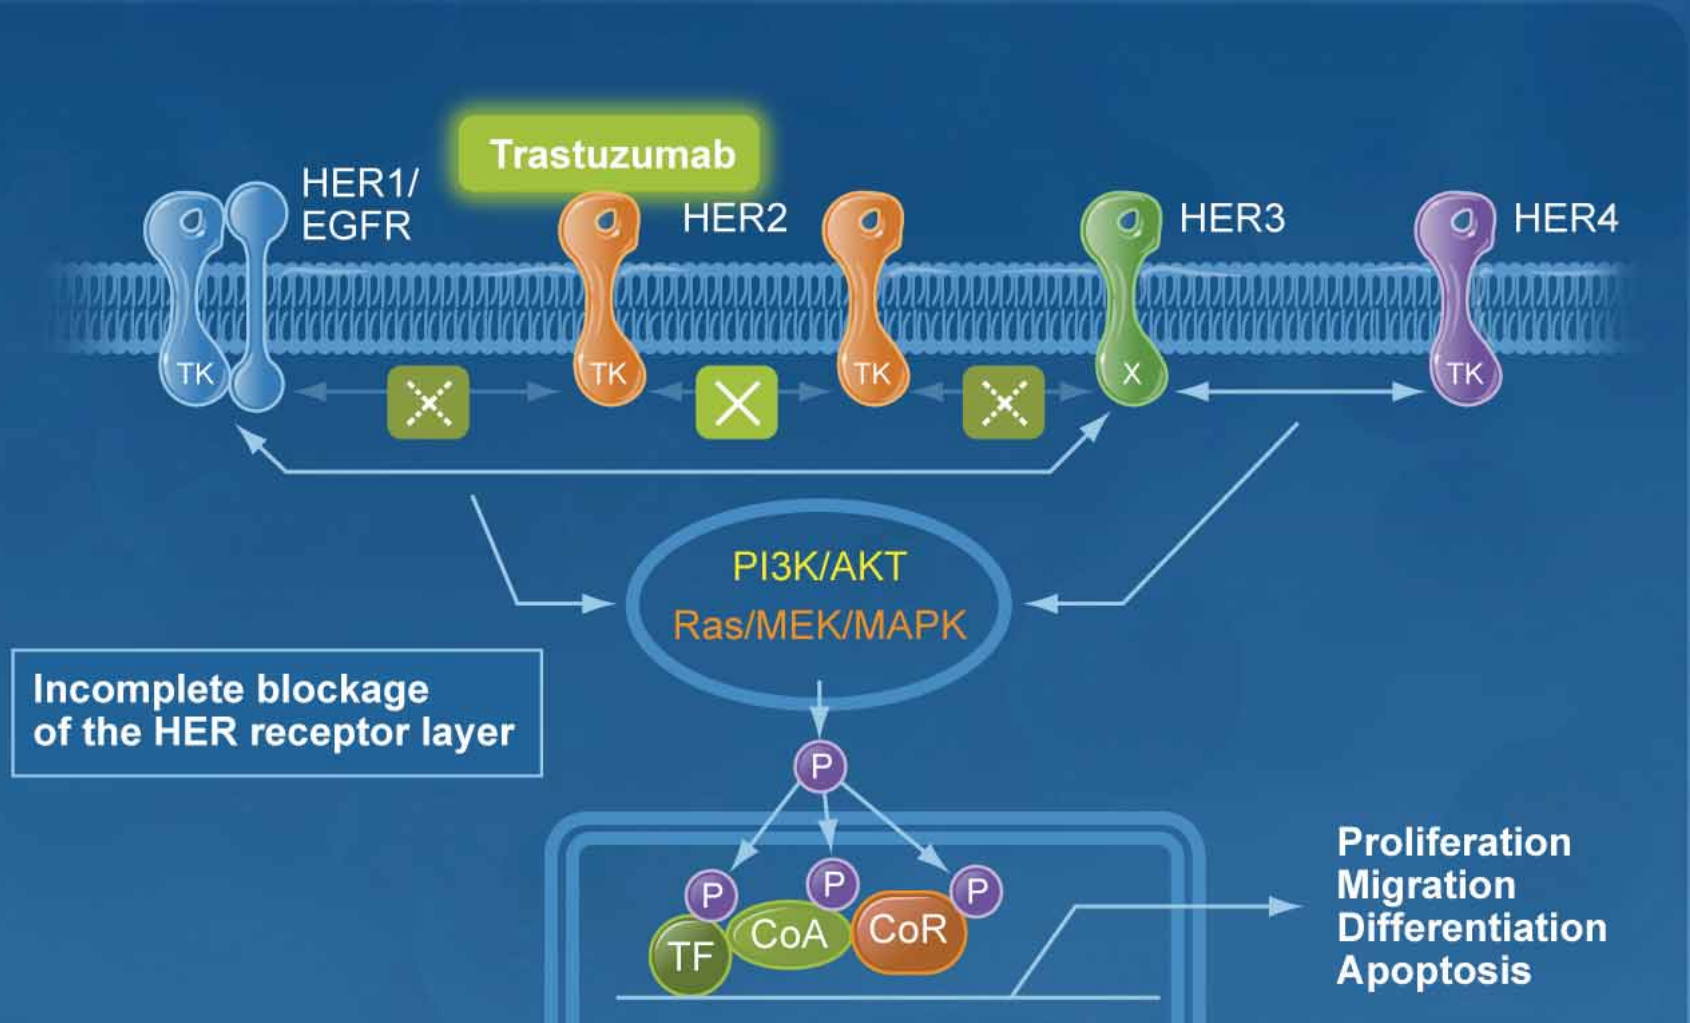 Trastuzumab
HER1/
EGFR
HER2
HER3
HER4
TK
TK
TK
X
TK
PI3K/AKT
Ras/MEK/MAPK
Incomplete blockage
of the HER receptor layer
P
P
P
P
TF
CoA
CoR
Proliferation
Migration
Differentiation
Apoptosis